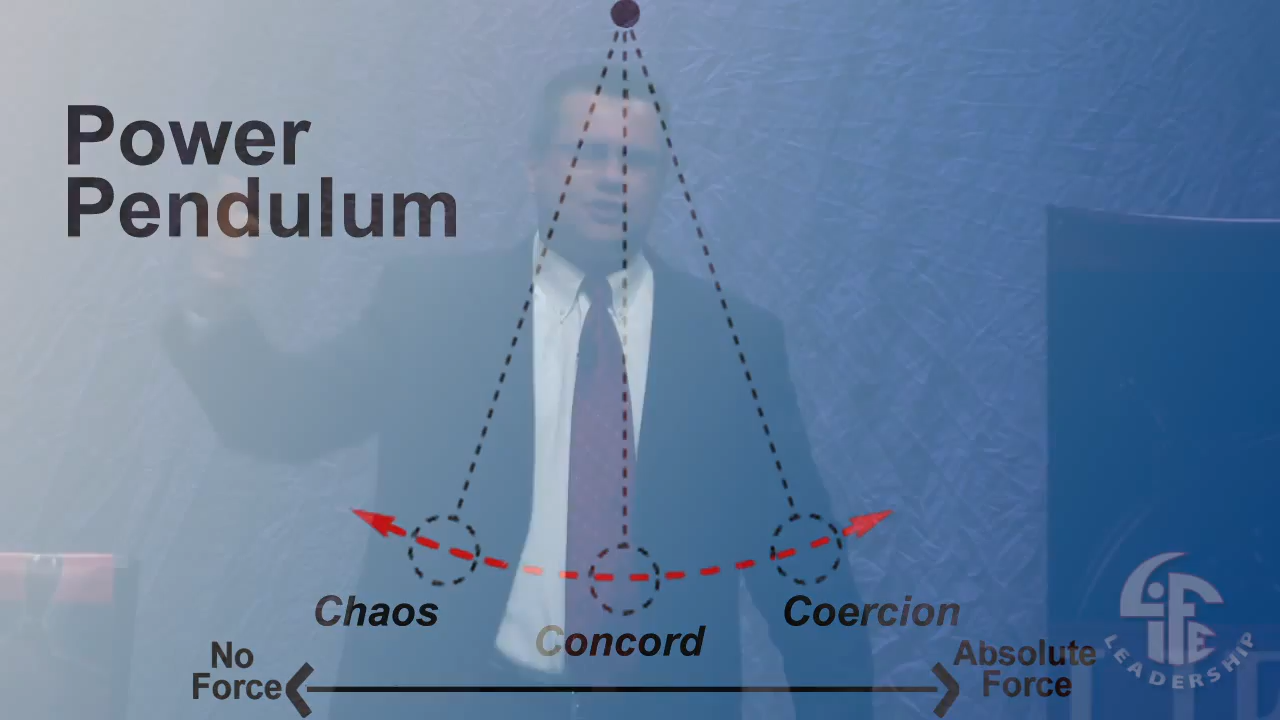 Power
Pendulum
Chaos
Concord
Coercion
No
Force
Absolute
Force
LIFE
LEADERSHIP